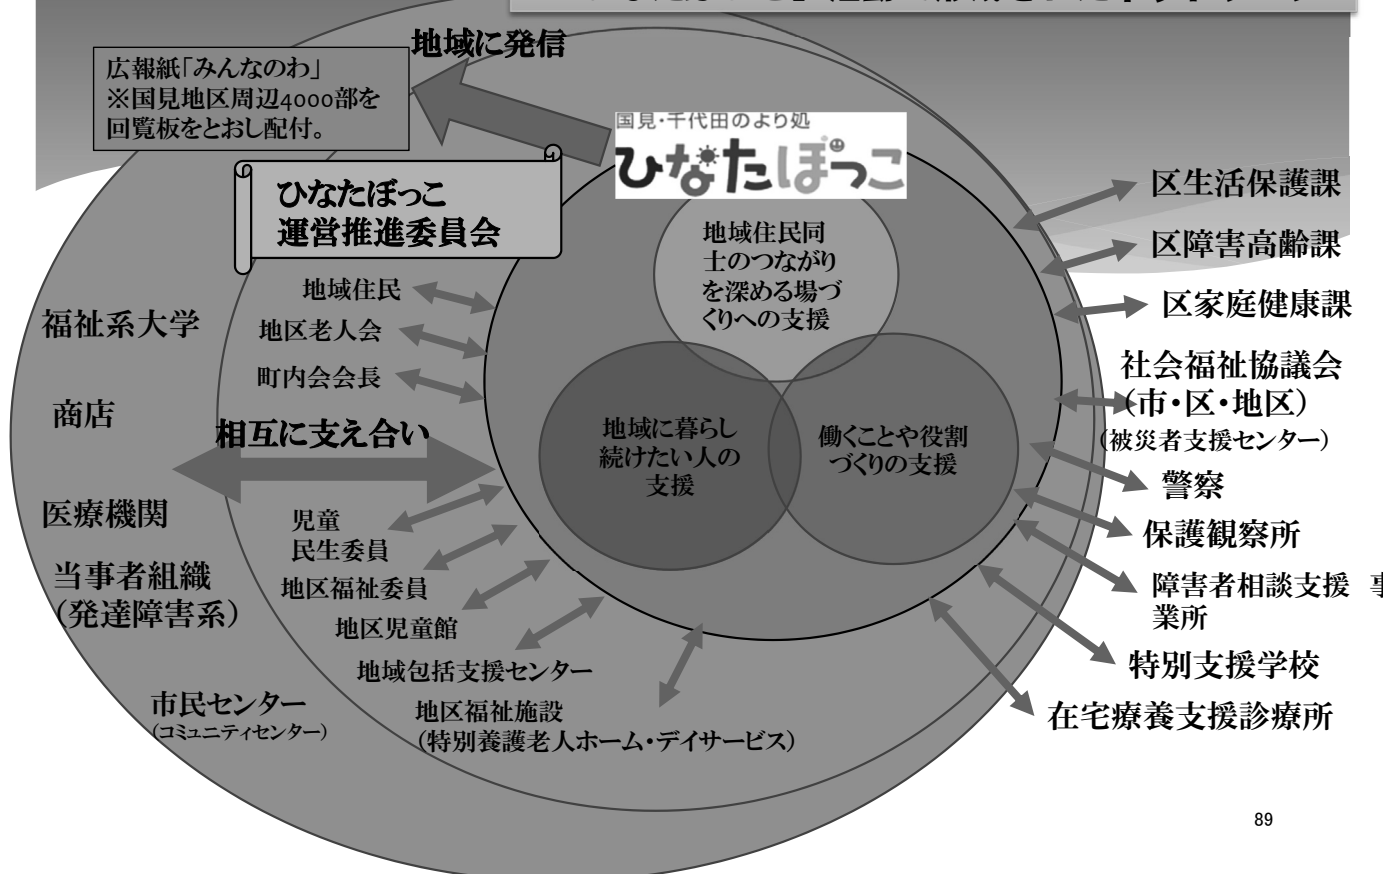 地域に発信
広報紙「みんなのわ」
※国見地区周辺4000部を
回覧板をとおし配付。
国見・千代田のより処
ひなたぼっこ
ひなたぼっこ
運営推進委員会
地域住民同
士のつながり
を深める場づ
くりへの支援
地域に暮らし
続けたい人の
支援
働くことや役割
づくりの支援
地域住民
地区老人会
町内会会長
相互に支え合い
児童
民生委員
地区福祉委員
地区児童館
地域包括支援センター
地区福祉施設
(特別養護老人ホーム・デイサービス)
福祉系大学
商店
医療機関
当事者組織
(発達障害系)
市民センター
(コミュニティセンター)
区生活保護課
区障害高齢課
区家庭健康課
社会福祉協議会
(市・区・地区)
(被災者支援センター)
警察
保護観察所
障害者相談支援 事
業所
特別支援学校
在宅療養支援診療所
89